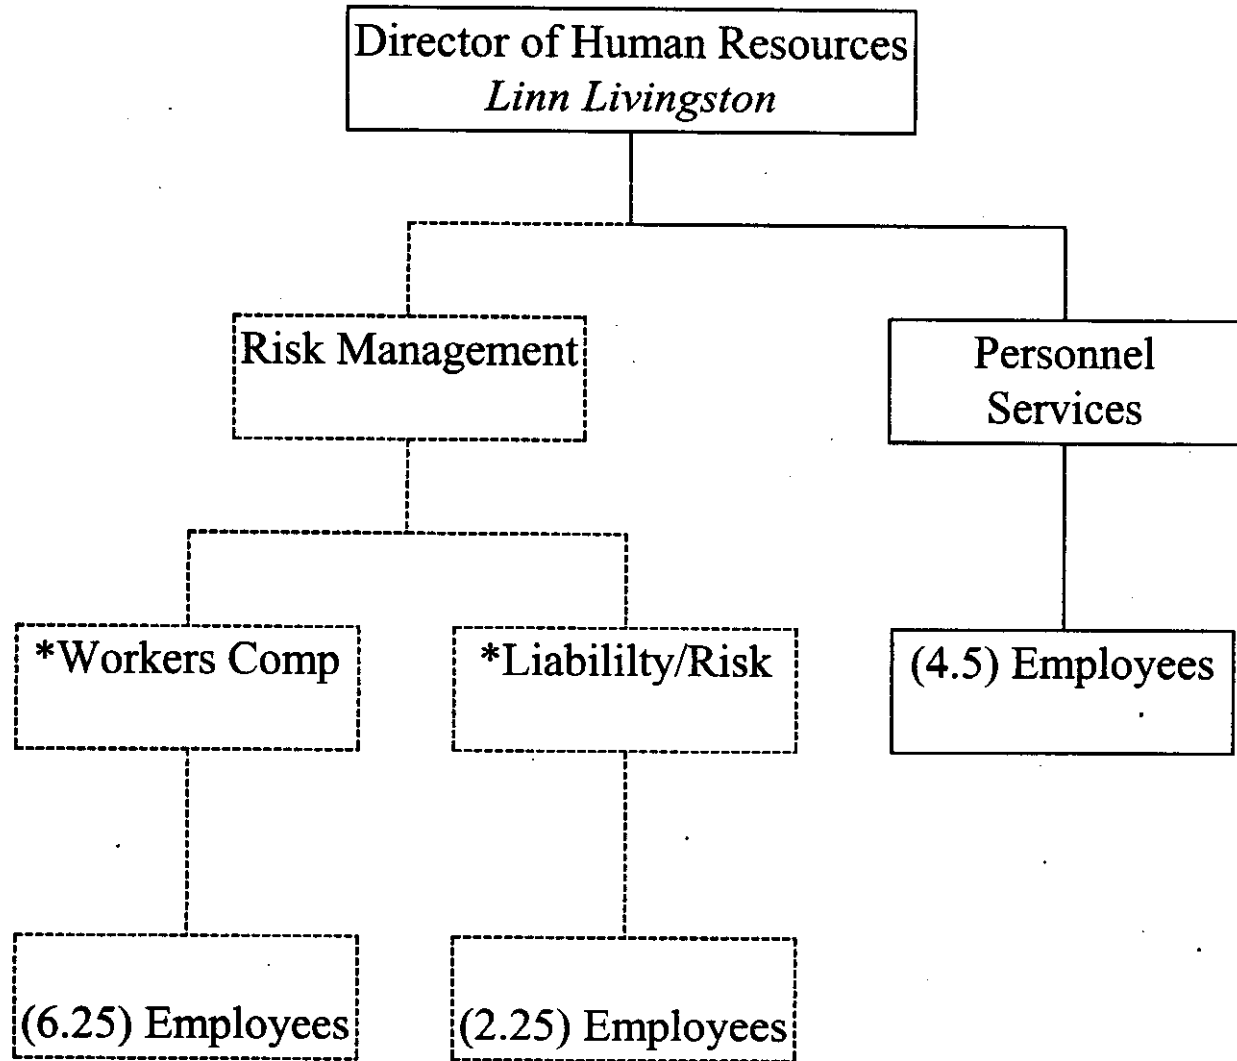 Director of Human Resources
Linn Livingston
Risk Management
Personnel
Services
*Workers Comp
*Liabililty/Risk
(4.5) Employees
(6.25) Employees
(2.25) Employees